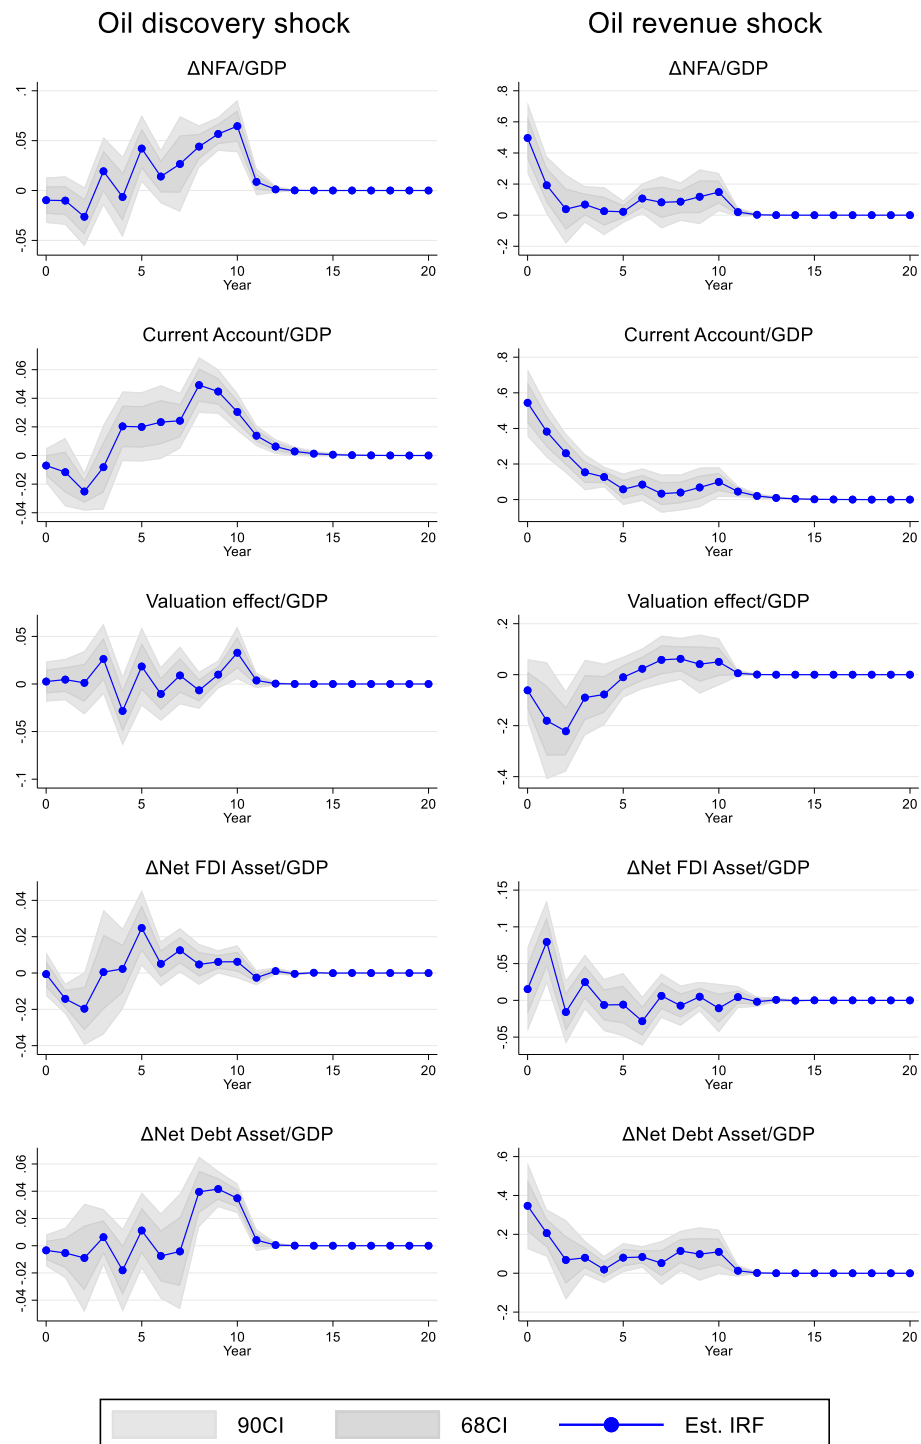 Oil discovery shock Oil revenue shock
ΔNFA/GDP ΔNFA/GDP
.1 .8
.05 .6
0 .4
-.05 .2
0
-.2
0 5 10 15 20 0 5 10 15 20
Year Year
Current Account/GDP Current Account/GDP
.06 .8
.04 .6
.02 .4
0 .2
-.02 0
-.04
0 5 10 15 20 0 5 10 15 20
Year Year
Valuation effect/GDP Valuation effect/GDP
.05 .2
0 0
-.05 -.2
-.1 -.4
0 5 10 15 20 0 5 10 15 20
Year Year
ΔNet FDI Asset/GDP ΔNet FDI Asset/GDP
.04 .15
.02 .1
0 .05
-.02 0
-.04 -.05
0 5 10 15 20 0 5 10 15 20
Year Year
ΔNet Debt Asset/GDP ΔNet Debt Asset/GDP
.06 .6
.04 .4
.02 .2
0 0
-.02 -.2
-.04
0 5 10 15 20 0 5 10 15 20
Year Year
90CI 68CI Est. IRF